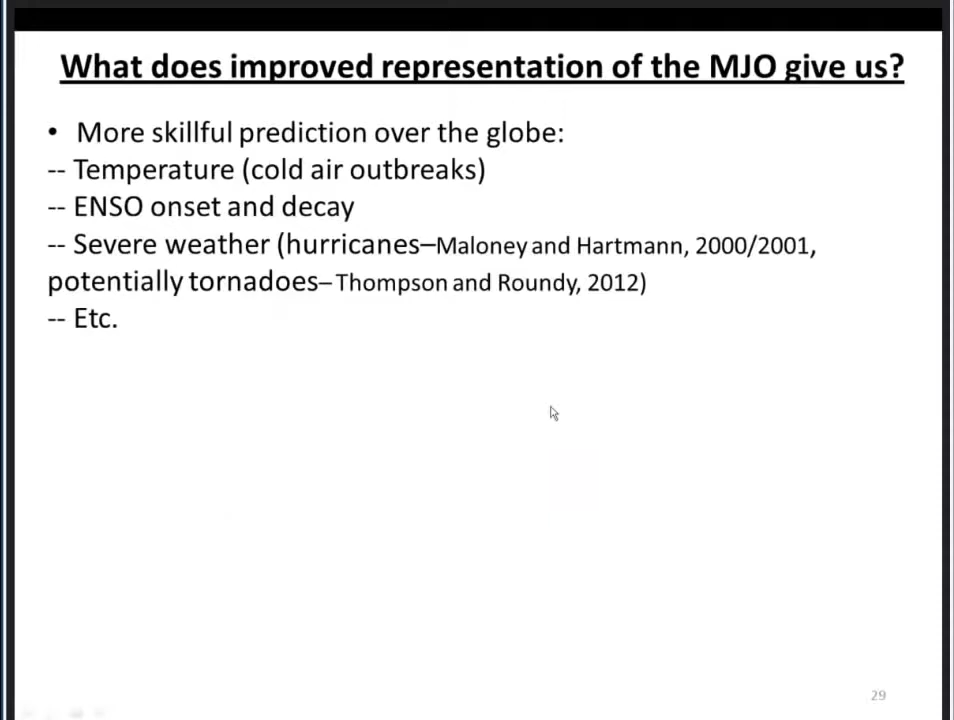 What does improved representation of the MJO give us?
• More skillful prediction over the globe:
-- Temperature (cold air outbreaks)
-- ENSO onset and decay
-- Severe weather (hurricanes–Maloney and Hartmann, 2000/2001,
potentially tornadoes– Thompson and Roundy, 2012)
-- Etc.
29